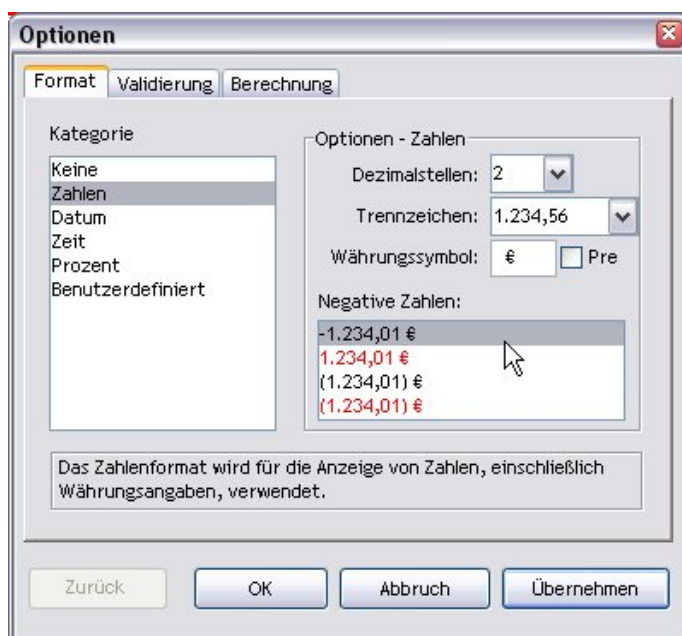 Optionen
Format Validierung Berechnung
Kategorie
Keine
Zahlen
Datum
Zeit
Prozent
Benutzerdefiniert
Optionen - Zahlen
Dezimalstellen: 2
Trennzeichen: 1.234,56
Währungssymbol: € Pre
Negative Zahlen:
-1.234,01 €
1.234,01 €
(1.234,01) €
(1.234,01) €
Das Zahlenformat wird für die Anzeige von Zahlen, einschließlich
Währungsangaben, verwendet.
Zurück OK Abbruch Übernehmen